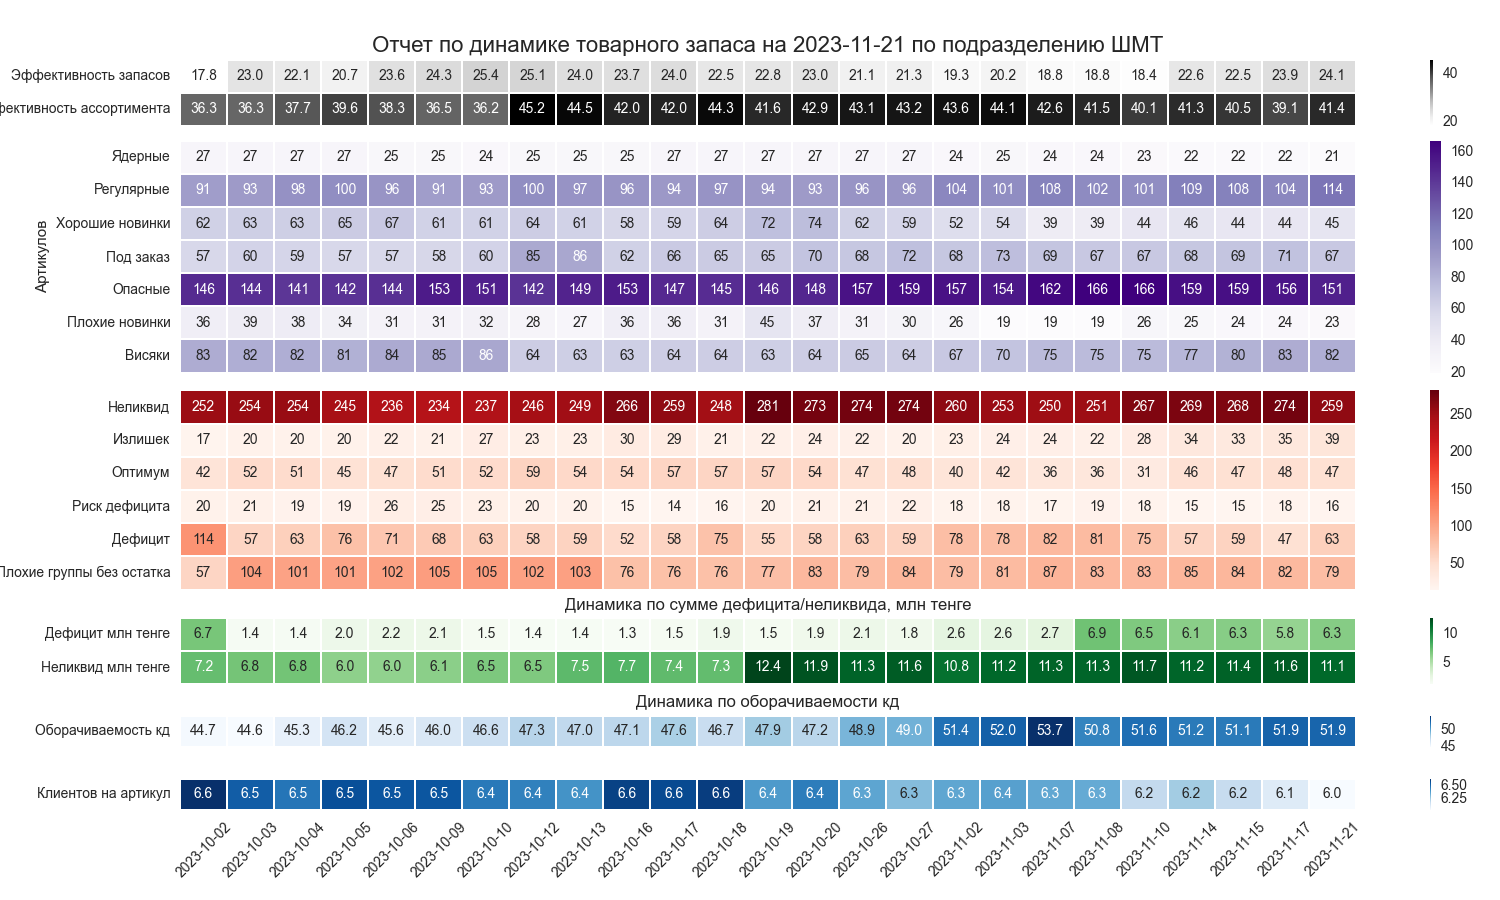 Отчет по динамике товарного запаса на 2023-11-21 по подразделению ШМТ
Эффективность запасов 17.8 23.0 22.1 20.7 23.6 24.3 25.4 25.1 24.0 23.7 24.0 22.5 22.8 23.0 21.1 21.3 19.3 20.2 18.8 18.8 18.4 22.6 22.5 23.9 24.1
фективность ассортимента 36.3 36.3 37.7 39.6 38.3 36.5 36.2 45.2 44.5 42.0 42.0 44.3 41.6 42.9 43.1 43.2 43.6 44.1 42.6 41.5 40.1 41.3 40.5 39.1 41.4
40
20
Артикулов
Ядерные 27 27 27 27 25 25 24 25 25 25 27 27 27 27 27 27 24 25 24 24 23 22 22 22 21
Регулярные 91 93 98 100 96 91 93 100 97 96 94 97 94 93 96 96 104 101 108 102 101 109 108 104 114
Хорошие новинки 62 63 63 65 67 61 61 64 61 58 59 64 72 74 62 59 52 54 39 39 44 46 44 44 45
Под заказ 57 60 59 57 57 58 60 85 86 62 66 65 65 70 68 72 68 73 69 67 67 68 69 71 67
Опасные 146 144 141 142 144 153 151 142 149 153 147 145 146 148 157 159 157 154 162 166 166 159 159 156 151
Плохие новинки 36 39 38 34 31 31 32 28 27 36 36 31 45 37 31 30 26 19 19 19 26 25 24 24 23
Висяки 83 82 82 81 84 85 86 64 63 63 64 64 63 64 65 64 67 70 75 75 75 77 80 83 82
160
140
120
100
80
60
40
20
Неликвид 252 254 254 245 236 234 237 246 249 266 259 248 281 273 274 274 260 253 250 251 267 269 268 274 259
Излишек 17 20 20 20 22 21 27 23 23 30 29 21 22 24 22 20 23 24 24 22 28 34 33 35 39
Оптимум 42 52 51 45 47 51 52 59 54 54 57 57 57 54 47 48 40 42 36 36 31 46 47 48 47
Риск дефицита 20 21 19 19 26 25 23 20 20 15 14 16 20 21 21 22 18 18 17 19 18 15 15 18 16
Дефицит 114 57 63 76 71 68 63 58 59 52 58 75 55 58 63 59 78 78 82 81 75 57 59 47 63
Плохие группы без остатка 57 104 101 101 102 105 105 102 103 76 76 76 77 83 79 84 79 81 87 83 83 85 84 82 79
250
200
150
100
50
Динамика по сумме дефицита/неликвида, млн тенге
Дефицит млн тенге 6.7 1.4 1.4 2.0 2.2 2.1 1.5 1.4 1.4 1.3 1.5 1.9 1.5 1.9 2.1 1.8 2.6 2.6 2.7 6.9 6.5 6.1 6.3 5.8 6.3
Неликвид млн тенге 7.2 6.8 6.8 6.0 6.0 6.1 6.5 6.5 7.5 7.7 7.4 7.3 12.4 11.9 11.3 11.6 10.8 11.2 11.3 11.3 11.7 11.2 11.4 11.6 11.1
10
5
Динамика по оборачиваемости кд
Оборачиваемость кд 44.7 44.6 45.3 46.2 45.6 46.0 46.6 47.3 47.0 47.1 47.6 46.7 47.9 47.2 48.9 49.0 51.4 52.0 53.7 50.8 51.6 51.2 51.1 51.9 51.9
50
45
Клиентов на артикул 6.6 6.5 6.5 6.5 6.5 6.5 6.4 6.4 6.4 6.6 6.6 6.6 6.4 6.4 6.3 6.3 6.3 6.4 6.3 6.3 6.2 6.2 6.2 6.1 6.0
6.50
6.25
2023-10-02 2023-10-03 2023-10-04 2023-10-05 2023-10-06 2023-10-09 2023-10-10 2023-10-12 2023-10-13 2023-10-16 2023-10-17 2023-10-18 2023-10-19 2023-10-20 2023-10-26 2023-10-27 2023-11-02 2023-11-03 2023-11-07 2023-11-08 2023-11-10 2023-11-14 2023-11-15 2023-11-17 2023-11-21